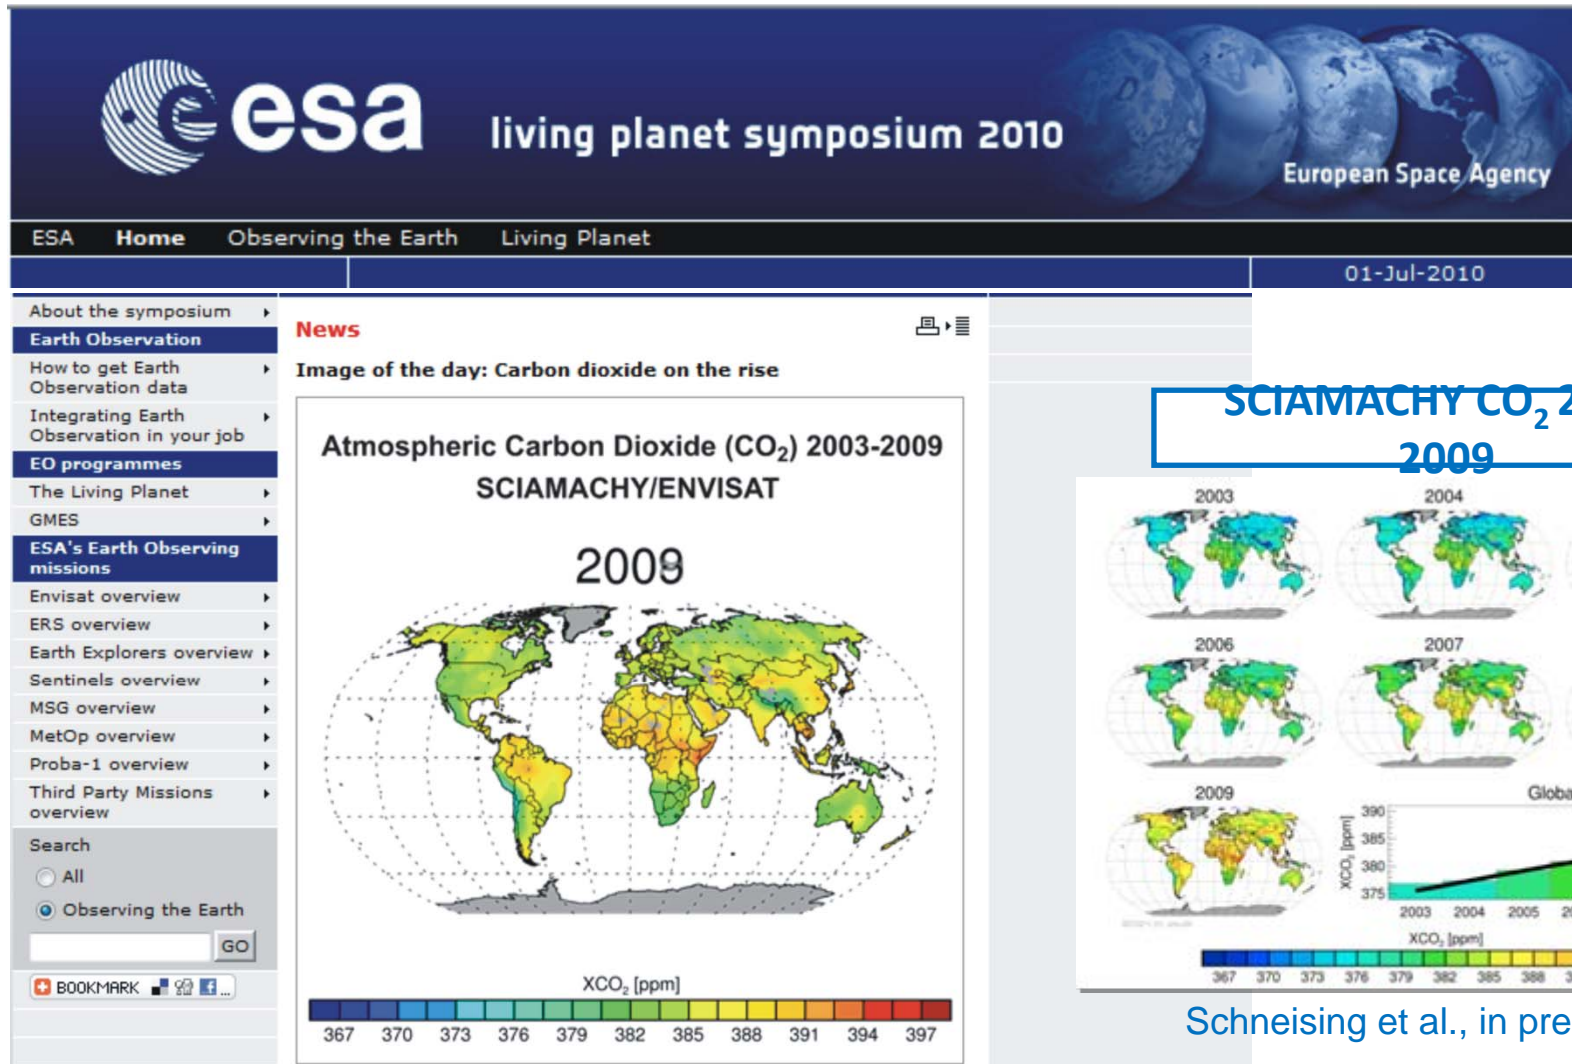 esa
living planet symposium 2010
European Space Agency
ESA Home Observing the Earth Living Planet
01-Jul-2010
About the symposium
Earth Observation
How to get Earth
Observation data
Integrating Earth
Observation in your job
EO programmes
The Living Planet
GMES
ESA's Earth Observing
missions
Envisat overview
ERS overview
Earth Explorers overview
Sentinels overview
MSG overview
MetOp overview
Proba-1 overview
Third Party Missions
overview
Search
All
Observing the Earth
GO
BOOKMARK ...
News
Image of the day: Carbon dioxide on the rise
Atmospheric Carbon Dioxide (CO₂) 2003-2009
SCIAMACHY/ENVISAT
XCO₂ [ppm]
367 370 373 376 379 382 385 388 391 394 397
SCIAMACHY CO₂ 2
2009
2003 2004
2006 2007
2009
Globa
XCO₂ [ppm]
390
385
380
375
2003 2004 2005
XCO₂ [ppm]
367 370 373 376 379 382 385 388
Schneising et al., in pre